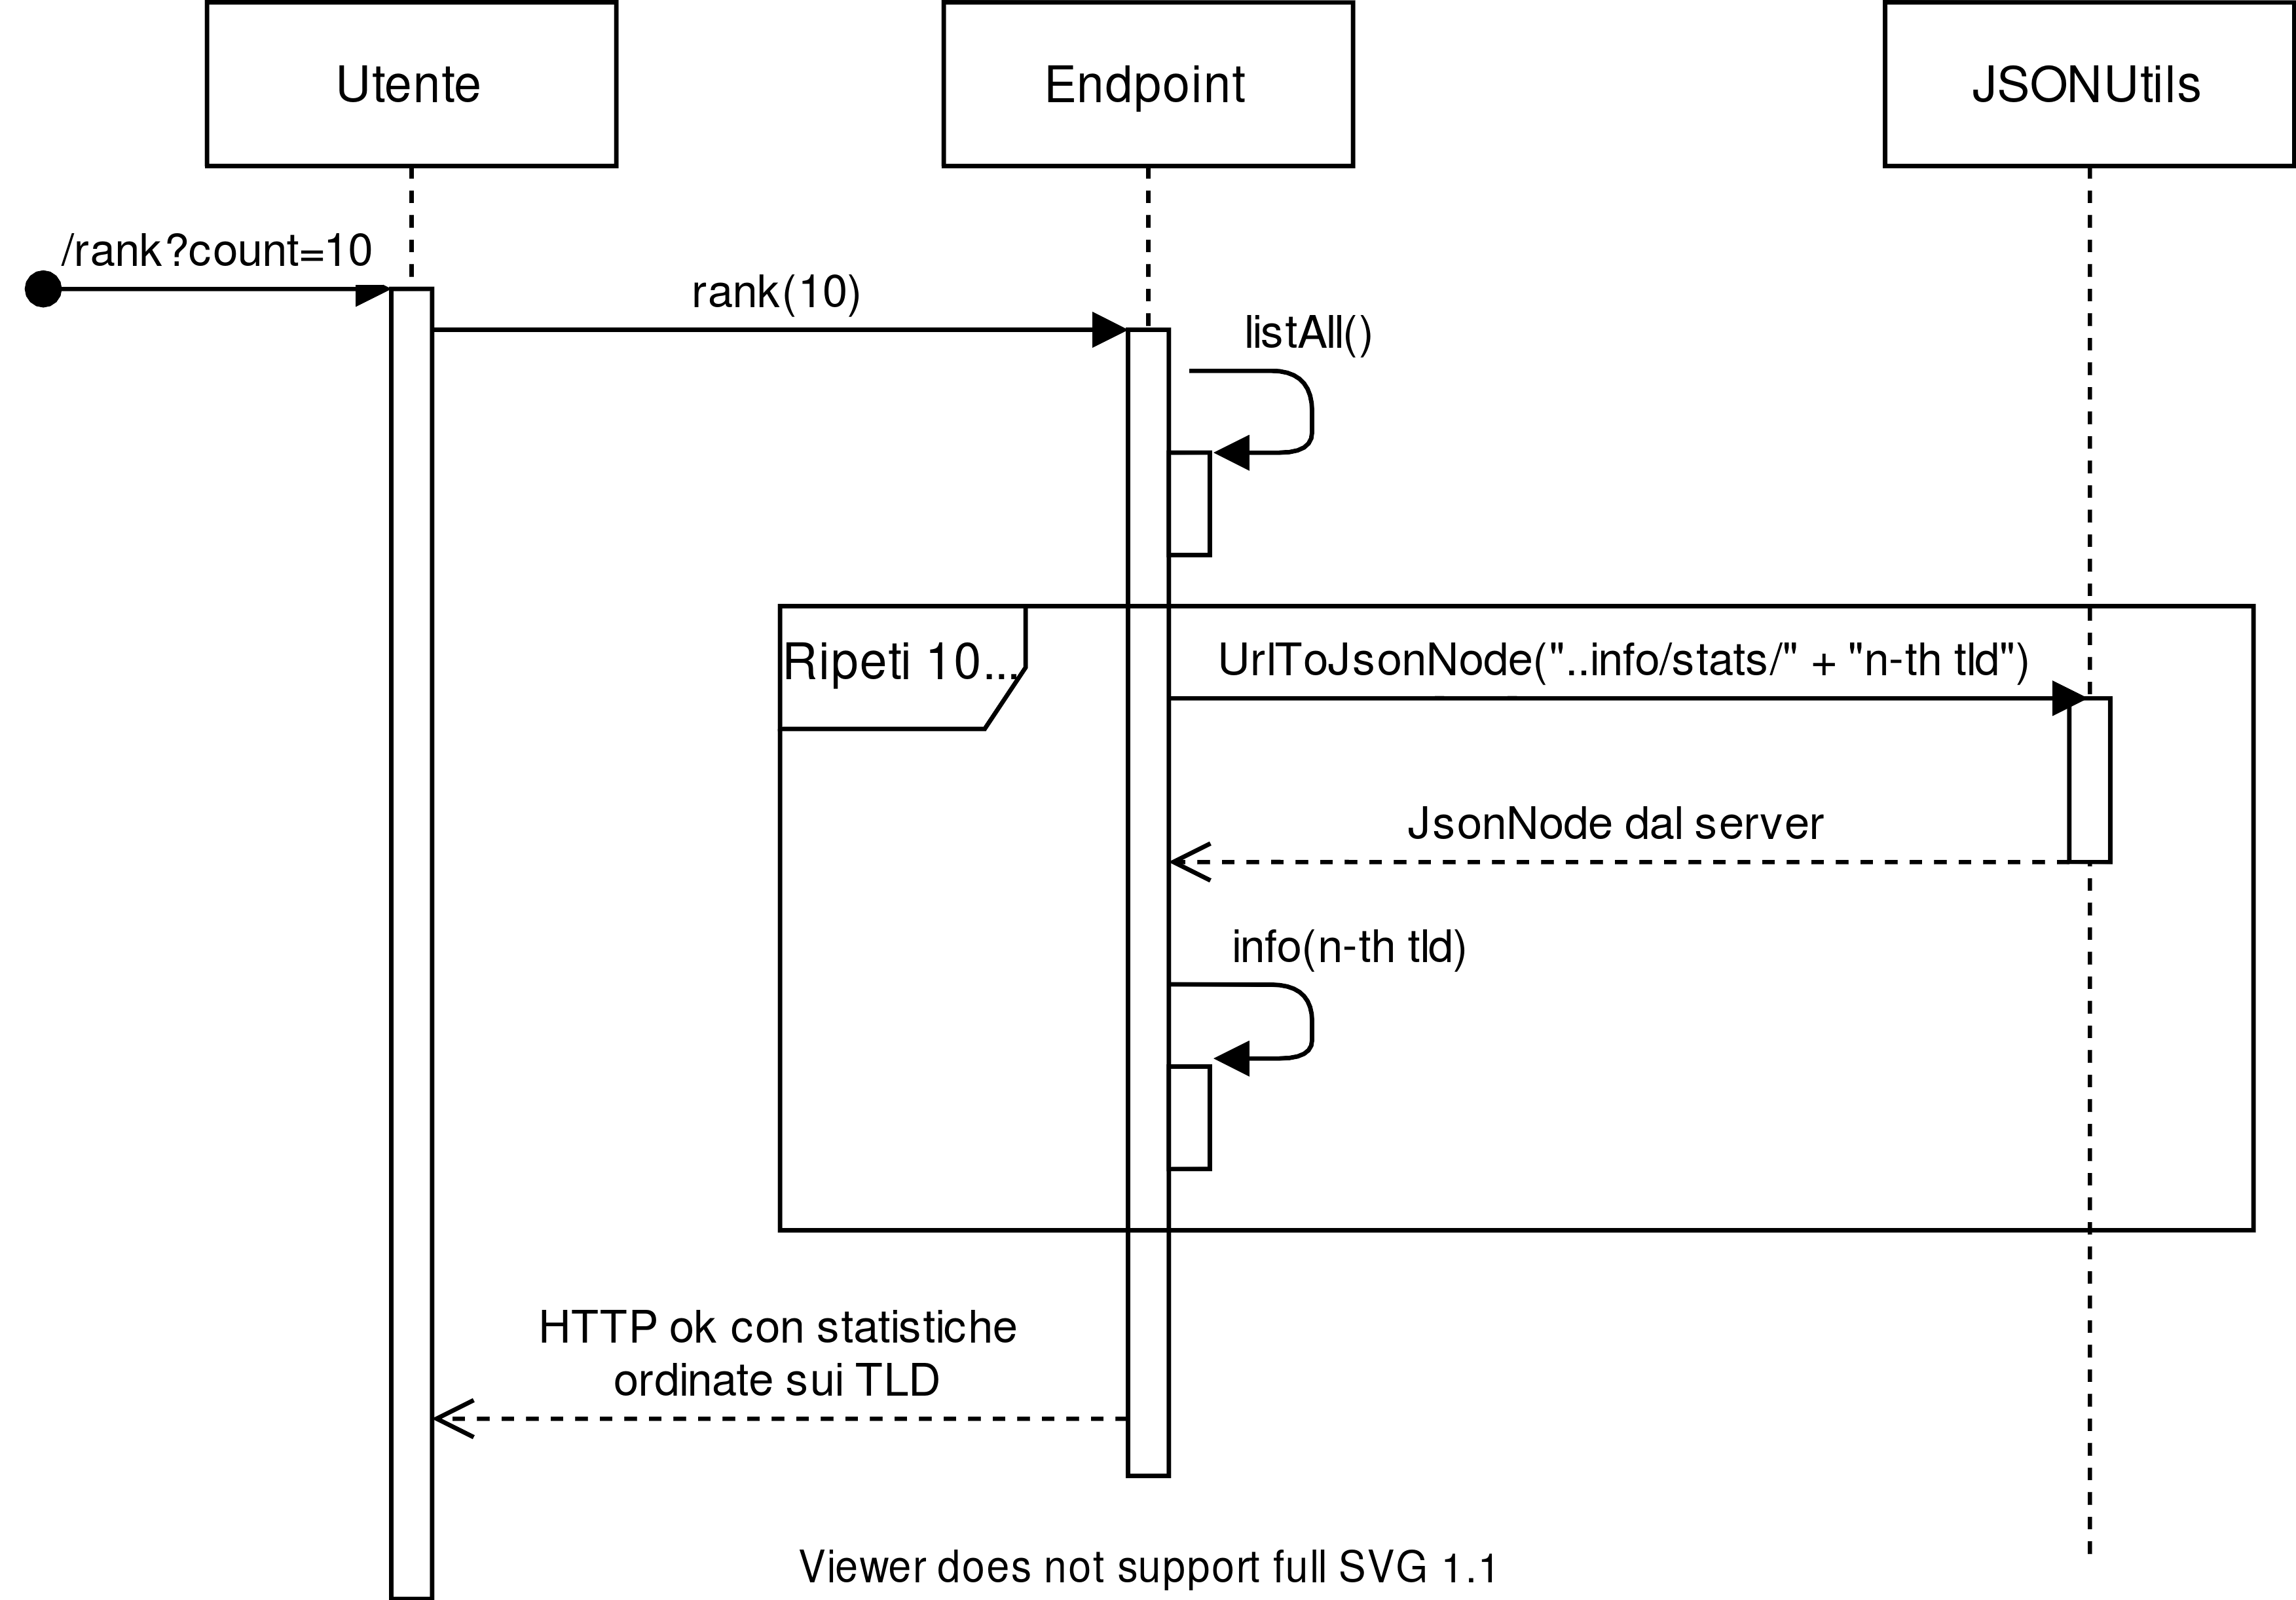 Utente
Endpoint
JSONUtils
/rank?count=10
rank(10)
listAll()
Ripeti 10...
UrlToJsonNode("..info/stats/" + "n-th tld")
JsonNode dal server
info(n-th tld)
HTTP ok con statistiche
ordinate sui TLD
Viewer does not support full SVG 1.1